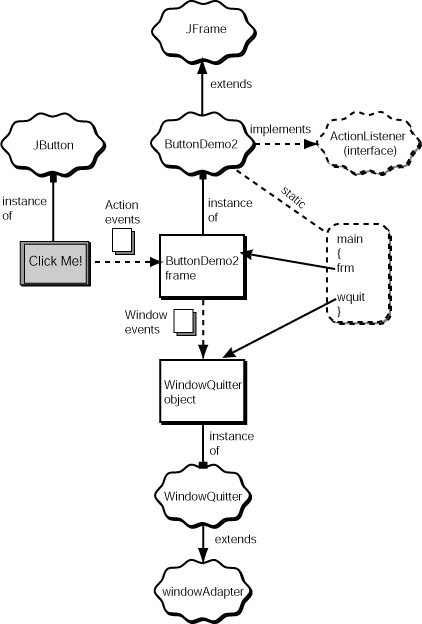 JFrame
extends
JButton
ButtonDemo2
implements
ActionListener
(interface)
instance
of
Action
events
instance
of
static
Click Me!
ButtonDemo2
frame
main
{
frm
wquit
}
Window
events
WindowQuitter
object
instance
of
WindowQuitter
extends
windowAdapter